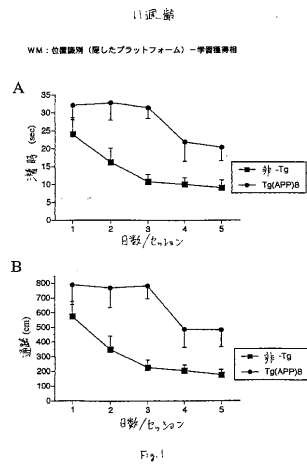 11週齢
WM:位置識別(隠したプラットフォーム)-学習獲得相
A
潜時(sec)
35
30
25
20
15
10
5
0
1 2 3 4 5
日数/セッション
非-Tg
Tg(APP)8
B
通路(cm)
800
700
600
500
400
300
200
100
0
1 2 3 4 5
日数/セッション
非-Tg
Tg(APP)8
Fig.1